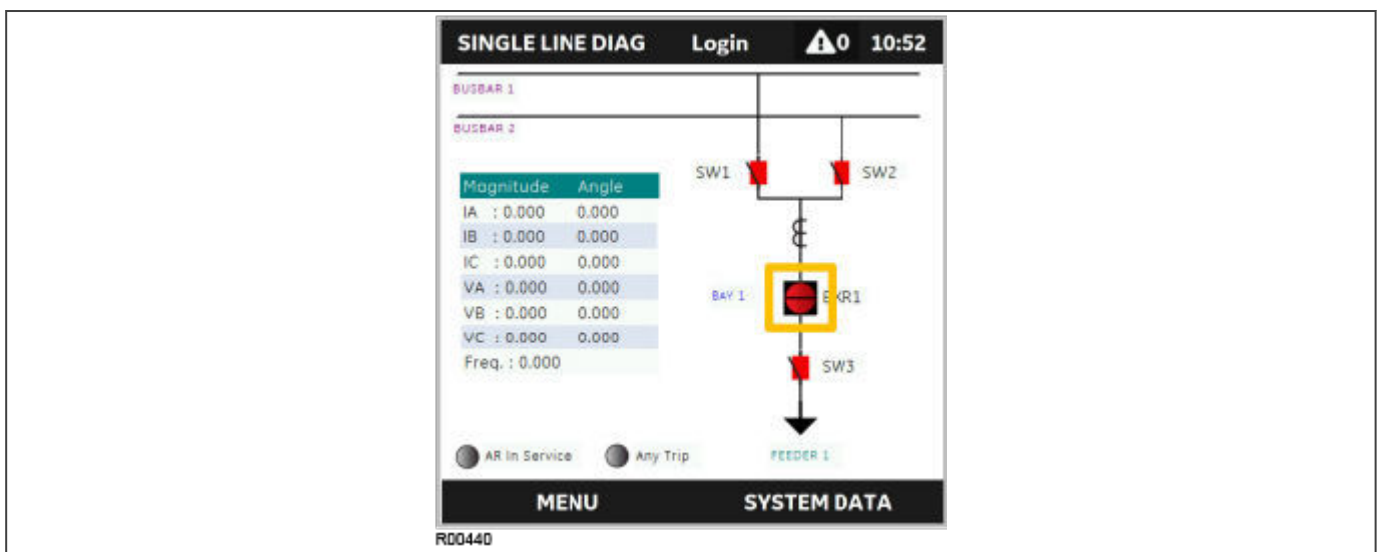 SINGLE LINE DIAG Login 0 10:52
BUSBAR 1
BUSBAR 2
SW1 SW2
Magnitude Angle
IA : 0.000 0.000
IB : 0.000 0.000
IC : 0.000 0.000
VA : 0.000 0.000
BAY 1
VB : 0.000 0.000
VC : 0.000 0.000
Freq. : 0.000
SW3
AR In Service Any Trip FEEDER 1
MENU SYSTEM DATA
R00440